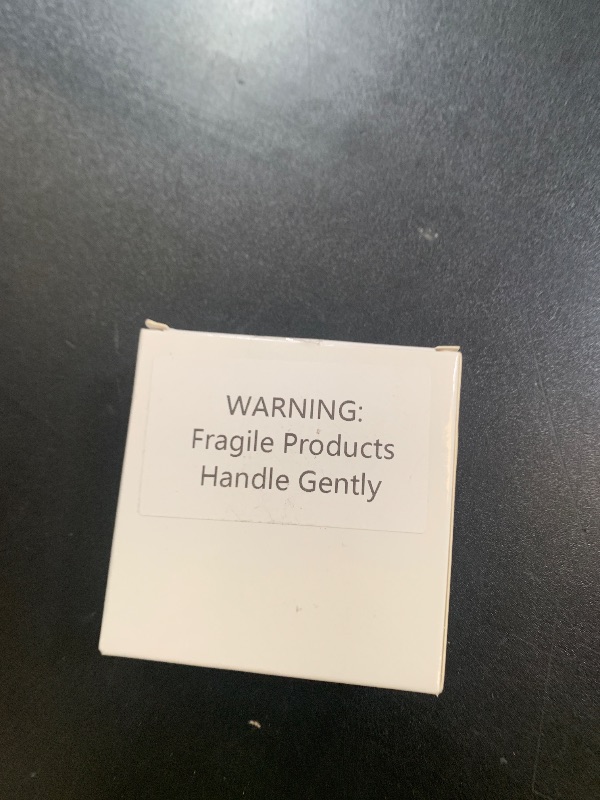 WARNING:
Fragile Products
Handle Gently